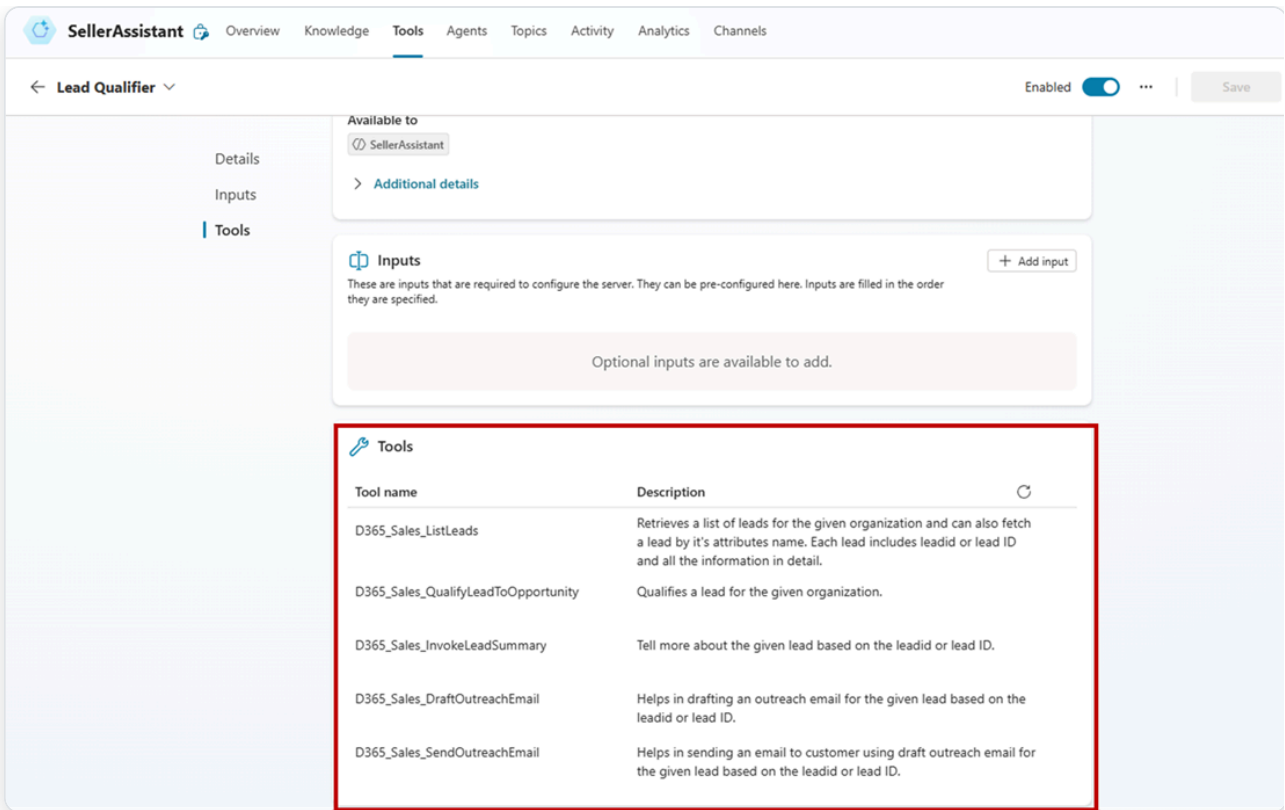 SellerAssistant Overview Knowledge Tools Agents Topics Activity Analytics Channels
Lead Qualifier Enabled ... Save
Available to
SellerAssistant
Additional details
Details
Inputs
Tools
Inputs
+ Add input
These are inputs that are required to configure the server. They can be pre-configured here. Inputs are filled in the order
they are specified.
Optional inputs are available to add.
Tools
Tool name Description
D365_Sales_ListLeads
Retrieves a list of leads for the given organization and can also fetch
a lead by it's attributes name. Each lead includes leadid or lead ID
and all the information in detail.
D365_Sales_QualifyLeadToOpportunity
Qualifies a lead for the given organization.
D365_Sales_InvokeLeadSummary
Tell more about the given lead based on the leadid or lead ID.
D365_Sales_DraftOutreachEmail
Helps in drafting an outreach email for the given lead based on the
leadid or lead ID.
D365_Sales_SendOutreachEmail
Helps in sending an email to customer using draft outreach email for
the given lead based on the leadid or lead ID.